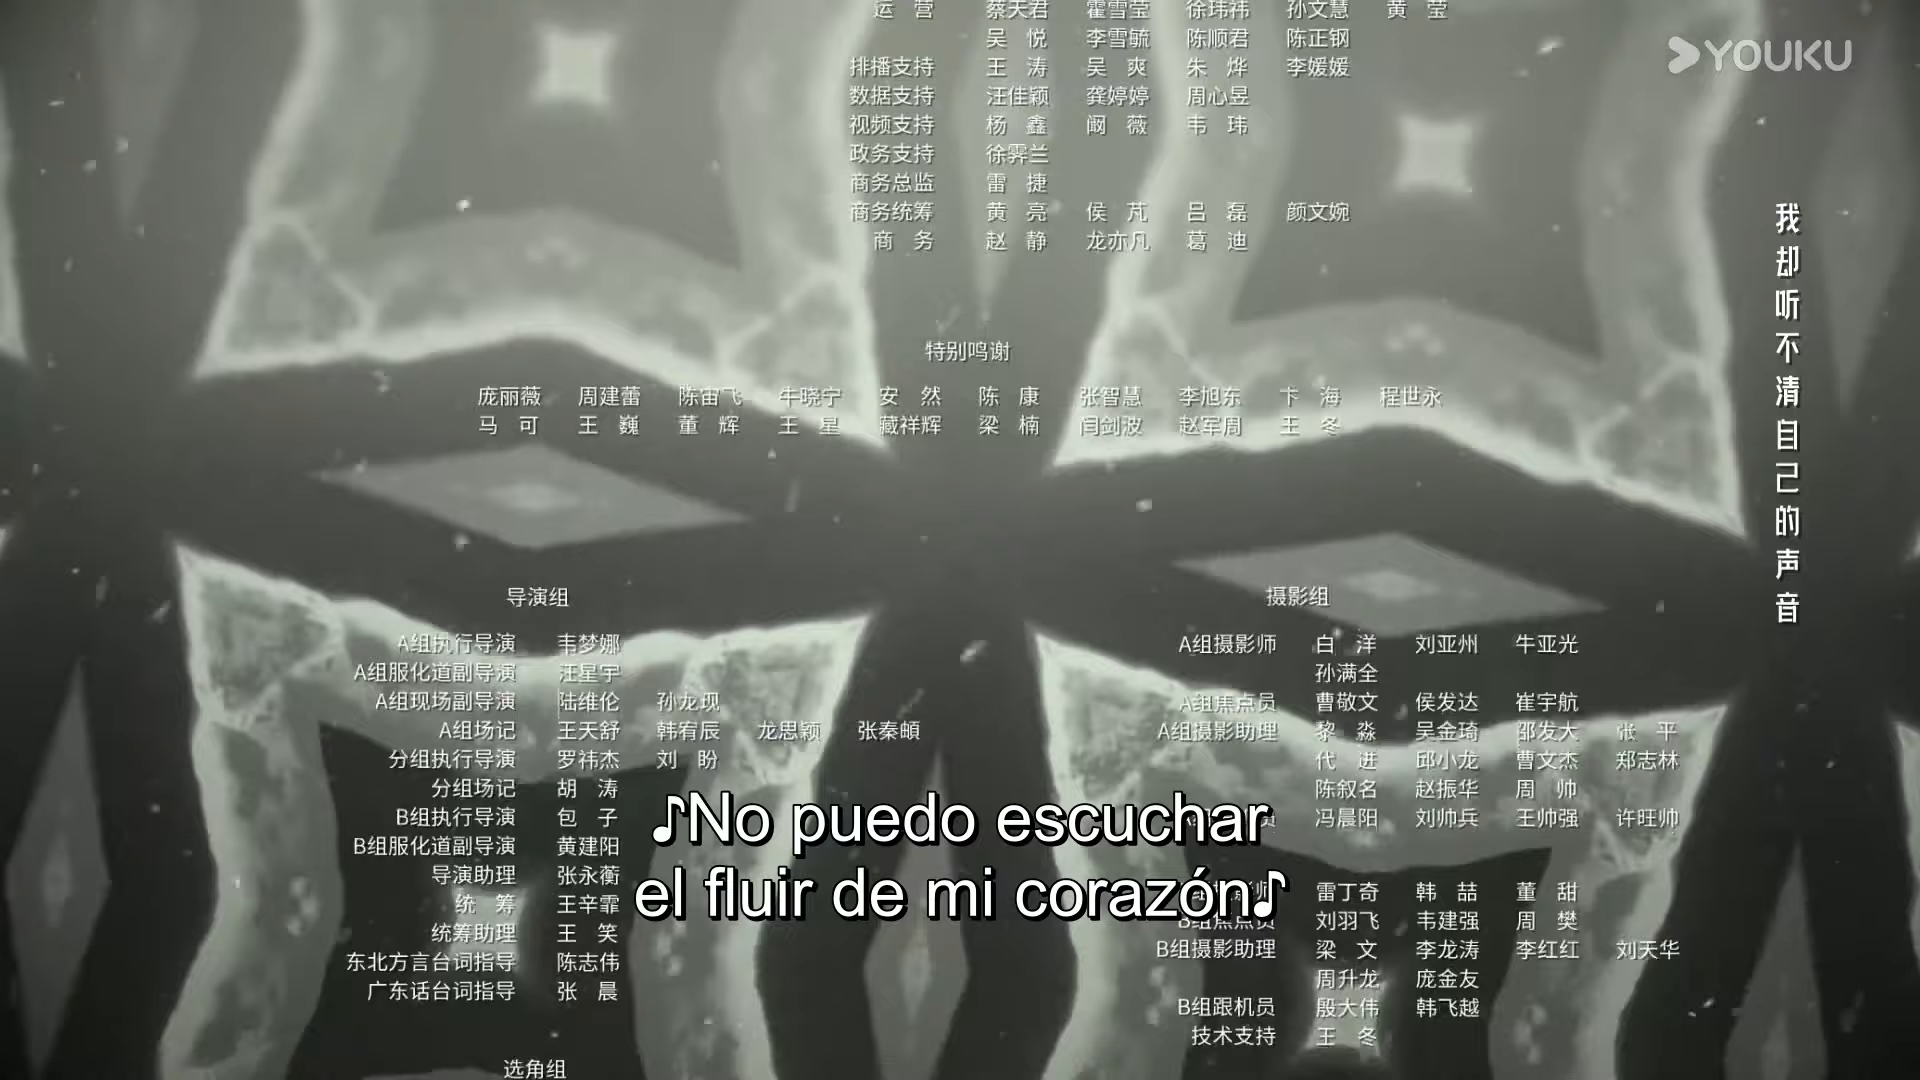 运 营 蔡天君 霍雪莹 徐玮祎 孙文慧 黄 莹
吴 悦 李雪毓 陈顺君 陈正钢
YOUKU
排播支持 王 涛 吴 爽 朱 烨 李媛媛
数据支持 汪佳颖 龚婷婷 周心昱
视频支持 杨 鑫 阚 薇 韦 玮
政务支持 徐霁兰
商务总监 雷 捷
商务统筹 黄 亮 侯 芃 吕 磊 颜文婉
商 务 赵 静 龙亦凡 葛 迪
我却听不清自己的声音
特别鸣谢
庞丽薇 周建蕾 陈宙飞 牛晓宁 安 然 陈 康 张智慧 李旭东 卞 海 程世永
马 可 王 巍 董 辉 王 星 藏祥辉 梁 楠 闫剑波 赵军周 王 冬
导演组
A组执行导演 韦梦娜
A组服化道副导演 汪星宇
A组现场副导演 陆维伦 孙龙现
A组场记 王天舒 韩宥辰 龙思颖 张秦頔
分组执行导演 罗祎杰 刘 盼
分组场记 胡 涛
B组执行导演 包 子
B组服化道副导演 黄建阳
导演助理 张永蘅
统 筹 王辛霏
统筹助理 王 笑
东北方言台词指导 陈志伟
广东话台词指导 张 晨
选角组
摄影组
A组摄影师 白 洋 刘亚州 牛亚光
孙满全
A组焦点员 曹敬文 侯发达 崔宇航
A组摄影助理 黎 淼 吴金琦 邵发大 张 平
代 进 邱小龙 曹文杰 郑志林
陈叙名 赵振华 周 帅
冯晨阳 刘帅兵 王帅强 许旺帅
雷丁奇 韩 喆 董 甜
B组焦点员 刘羽飞 韦建强 周 樊
B组摄影助理 梁 文 李龙涛 李红红 刘天华
周升龙 庞金友
B组跟机员 殷大伟 韩飞越
技术支持 王 冬
♪No puedo escuchar
el fluir de mi corazón♪